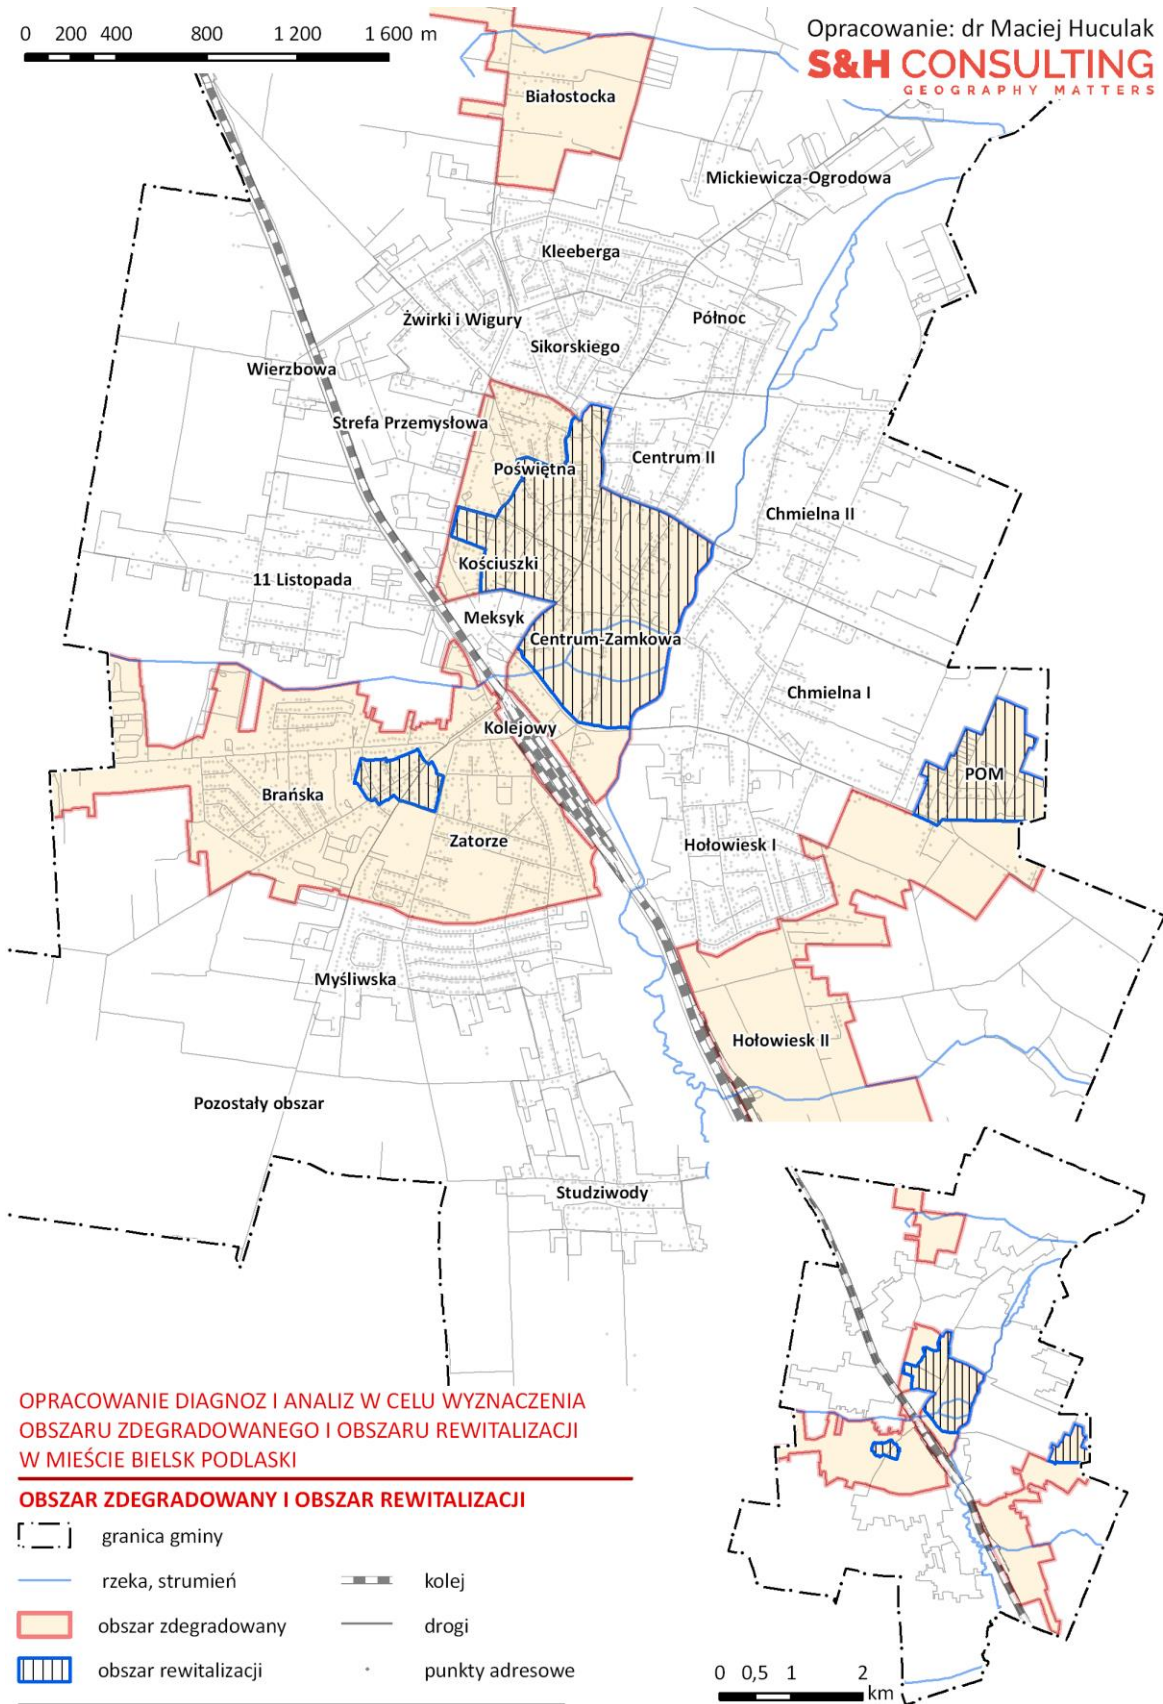 0 200 400 800 1 200 1 600 m
Opracowanie: dr Maciej Huculak
S&H CONSULTING
GEOGRAPHY MATTERS
Białostocka
Mickiewicza-Ogrodowa
Kleeberga
Żwirki i Wigury
Północ
Sikorskiego
Wierzbowa
Strefa Przemysłowa
Poświętna
Centrum II
Chmielna II
Kościuszki
11 Listopada
Meksyk
Centrum-Zamkowa
Chmielna I
Kolejowy
POM
Brańska
Zatorze
Hołowiesk I
Myśliwska
Hołowiesk II
Pozostały obszar
Studziwody
OPRACOWANIE DIAGNOZ I ANALIZ W CELU WYZNACZENIA
OBSZARU ZDEGRADOWANEGO I OBSZARU REWITALIZACJI
W MIEŚCIE BIELSK PODLASKI
OBSZAR ZDEGRADOWANY I OBSZAR REWITALIZACJI
granica gminy
rzeka, strumień
kolej
obszar zdegradowany
drogi
obszar rewitalizacji
punkty adresowe
0 0,5 1 2
km